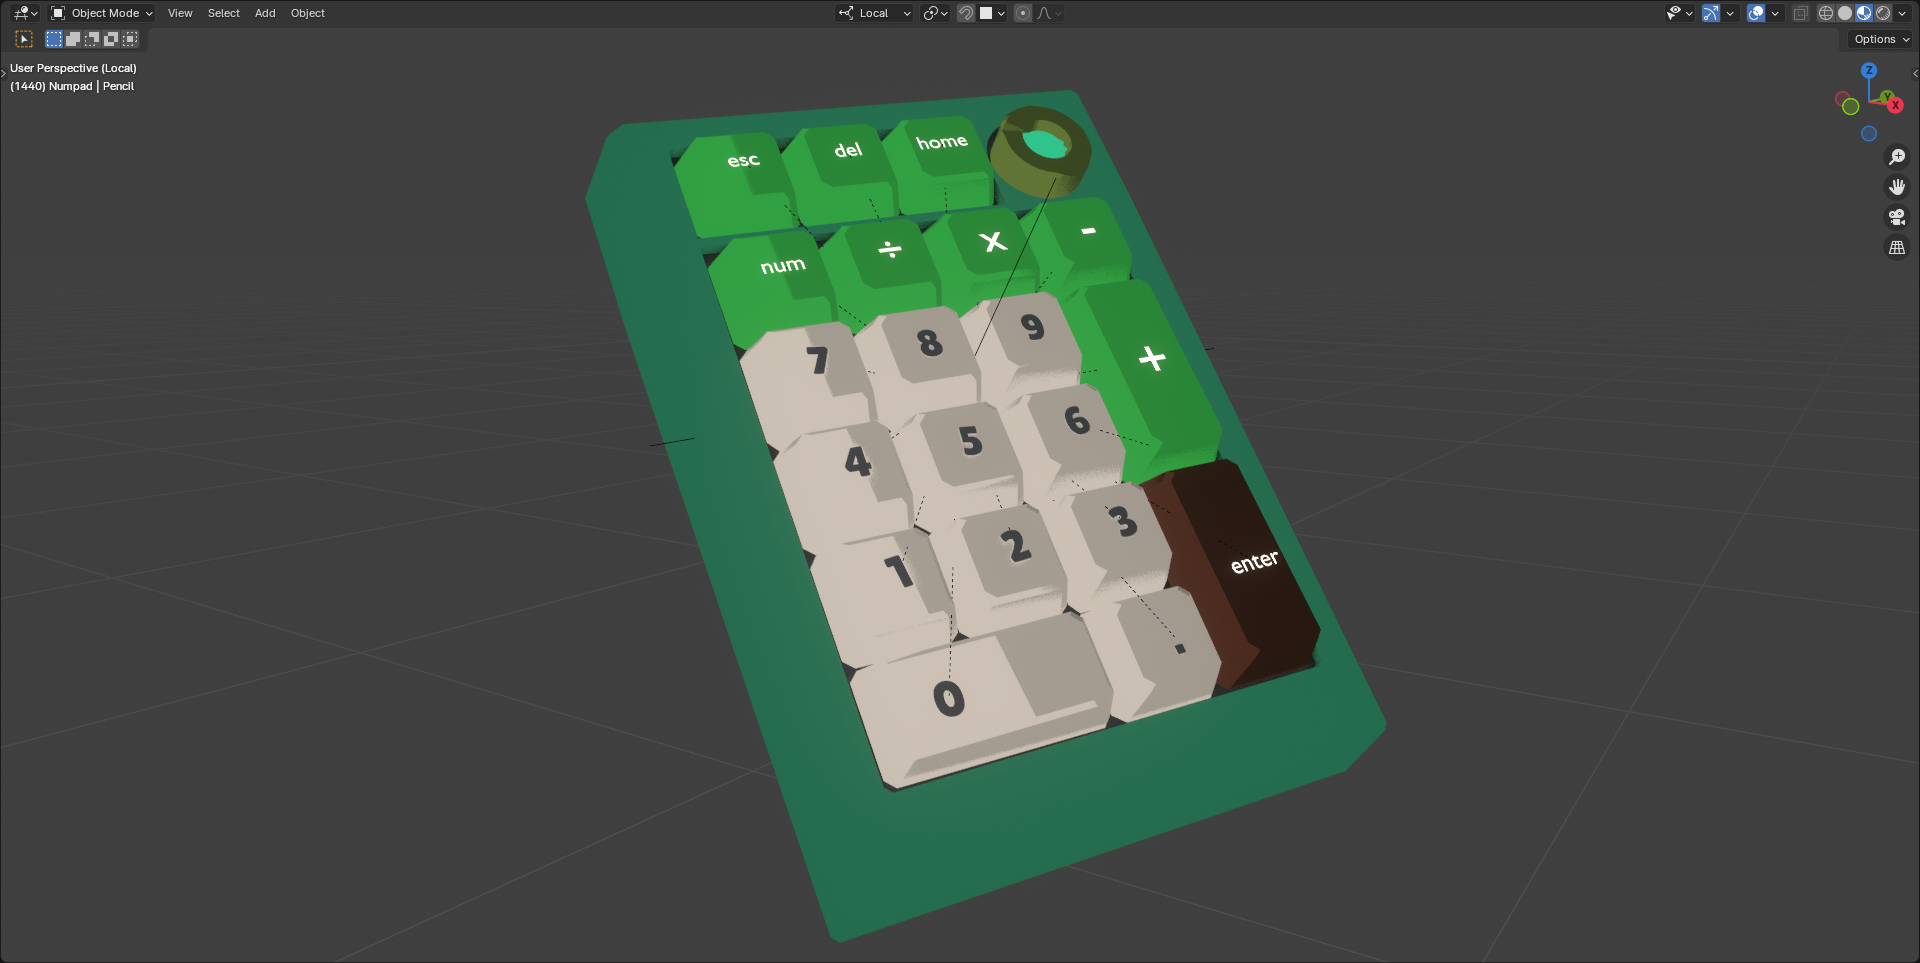 Object Mode View Select Add Object Local
Options
User Perspective (Local)
(1440) Numpad | Pencil
Z
Y
X
esc del home
num ÷ x -
7 8 9 +
4 5 6
1 2 3 enter
0 .